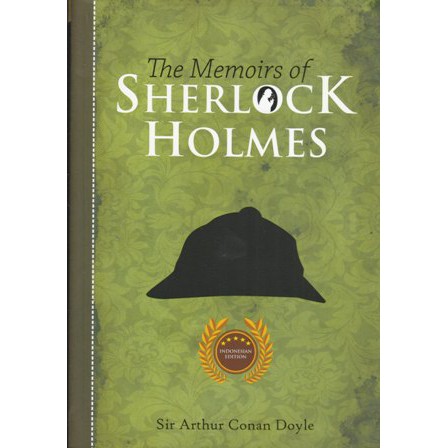 The Memoirs of
SHERLOCK
HOLMES
INDONESIAN
EDITION
Sir Arthur Conan Doyle